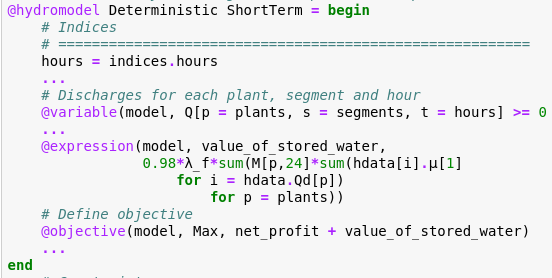 @hydromodel Deterministic ShortTerm = begin
# Indices
# ========================================================
hours = indices.hours
...
# Discharges for each plant, segment and hour
@variable(model, Q[p = plants, s = segments, t = hours] >= 0
...
@expression(model, value_of_stored_water,
0.98*λ_f*sum(M[p,24]*sum(hdata[i].μ[1]
for i = hdata.Qd[p])
for p = plants))
# Define objective
@objective(model, Max, net_profit + value_of_stored_water)
...
end